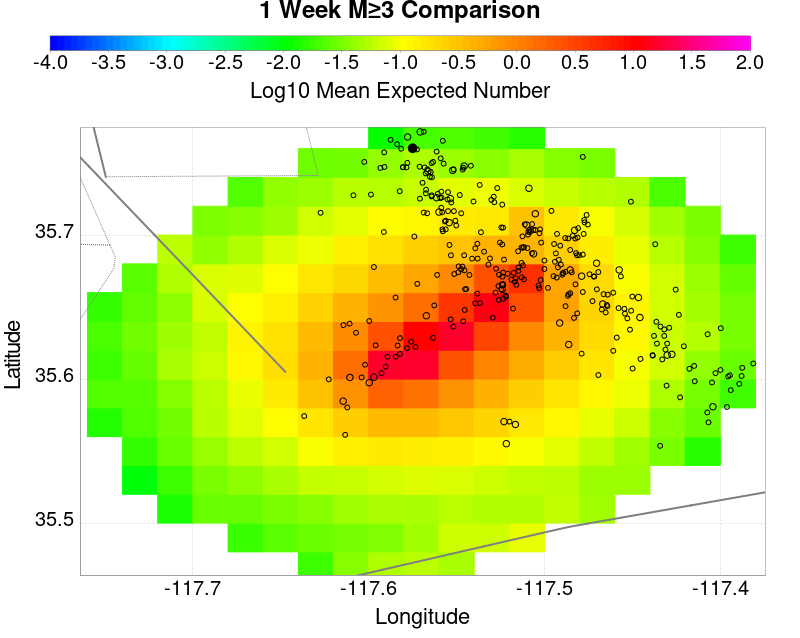 1 Week M≥3 Comparison
-4.0 -3.5 -3.0 -2.5 -2.0 -1.5 -1.0 -0.5 0.0 0.5 1.0 1.5 2.0
Log10 Mean Expected Number
Latitude
35.7
35.6
35.5
-117.7 -117.6 -117.5 -117.4
Longitude